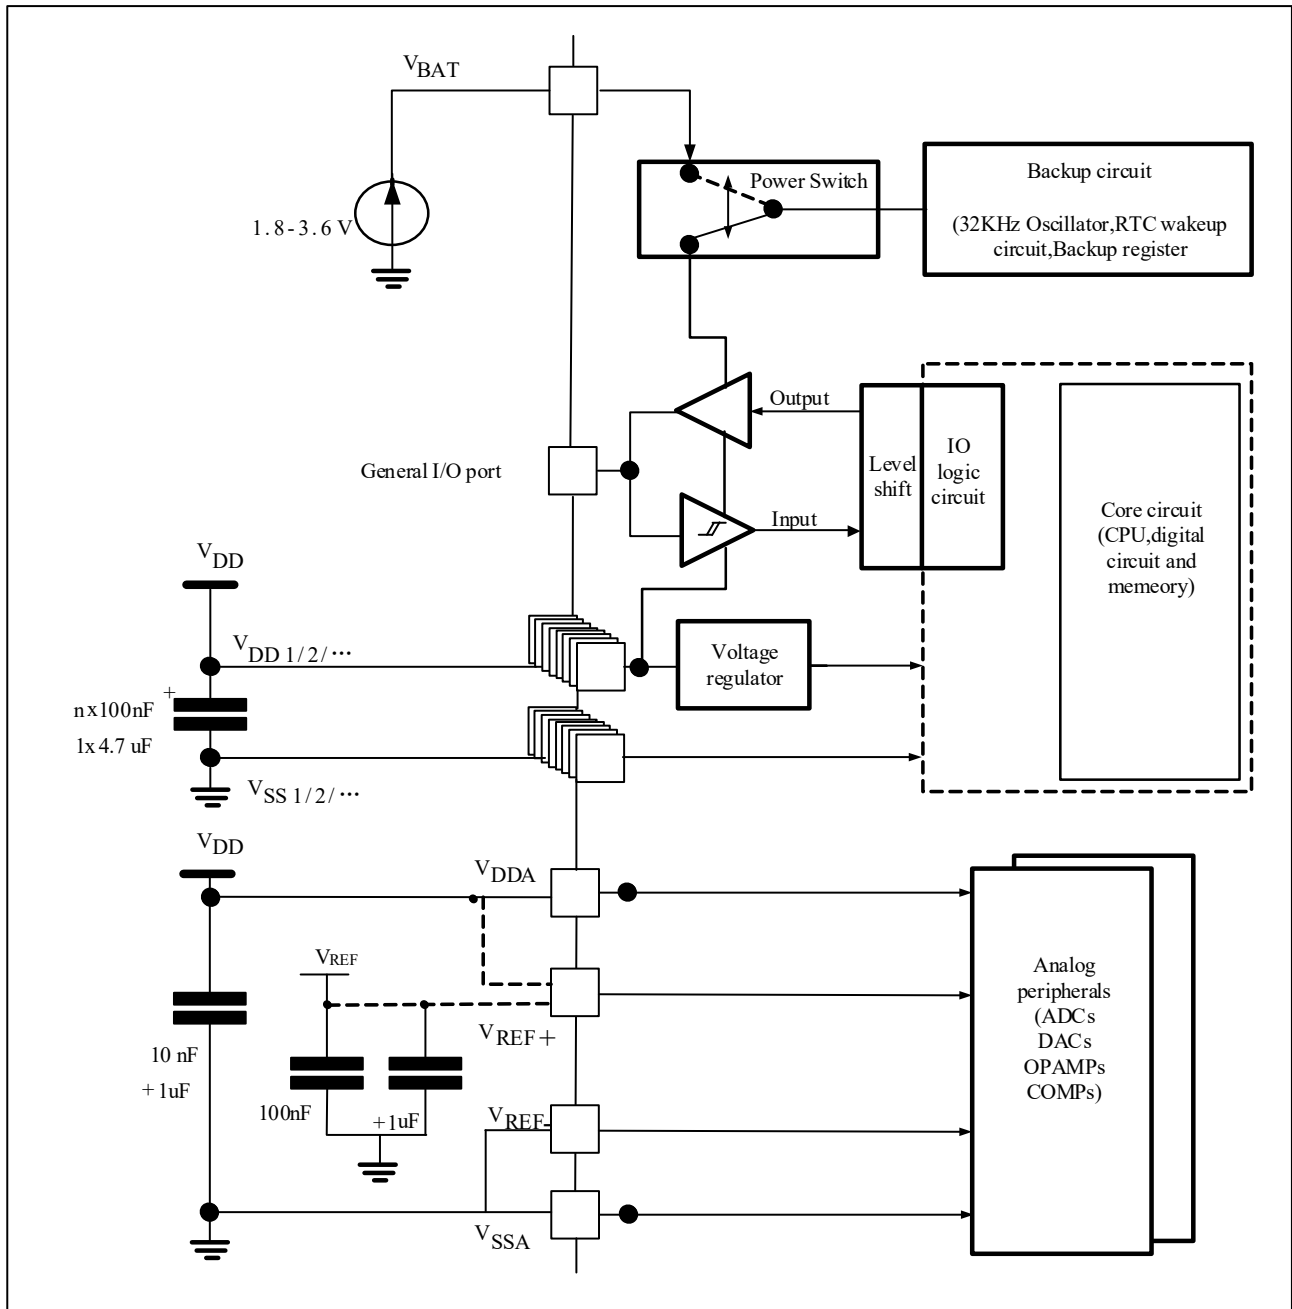 VBAT
1.8-3.6 V
Power Switch
Backup circuit
(32KHz Oscillator,RTC wakeup
circuit,Backup register
General I/O port
Output
Input
Level
shift
IO
logic
circuit
Core circuit
(CPU,digital
circuit and
memeory)
VDD
VDD 1/2/···
n x100nF
1x 4.7 uF
+
VSS 1/2/···
Voltage
regulator
VDD
VDDA
10 nF
+1uF
VREF
100nF
+1uF
VREF+
VREF-
VSSA
Analog
peripherals
(ADCs
DACs
OPAMPs
COMPs)